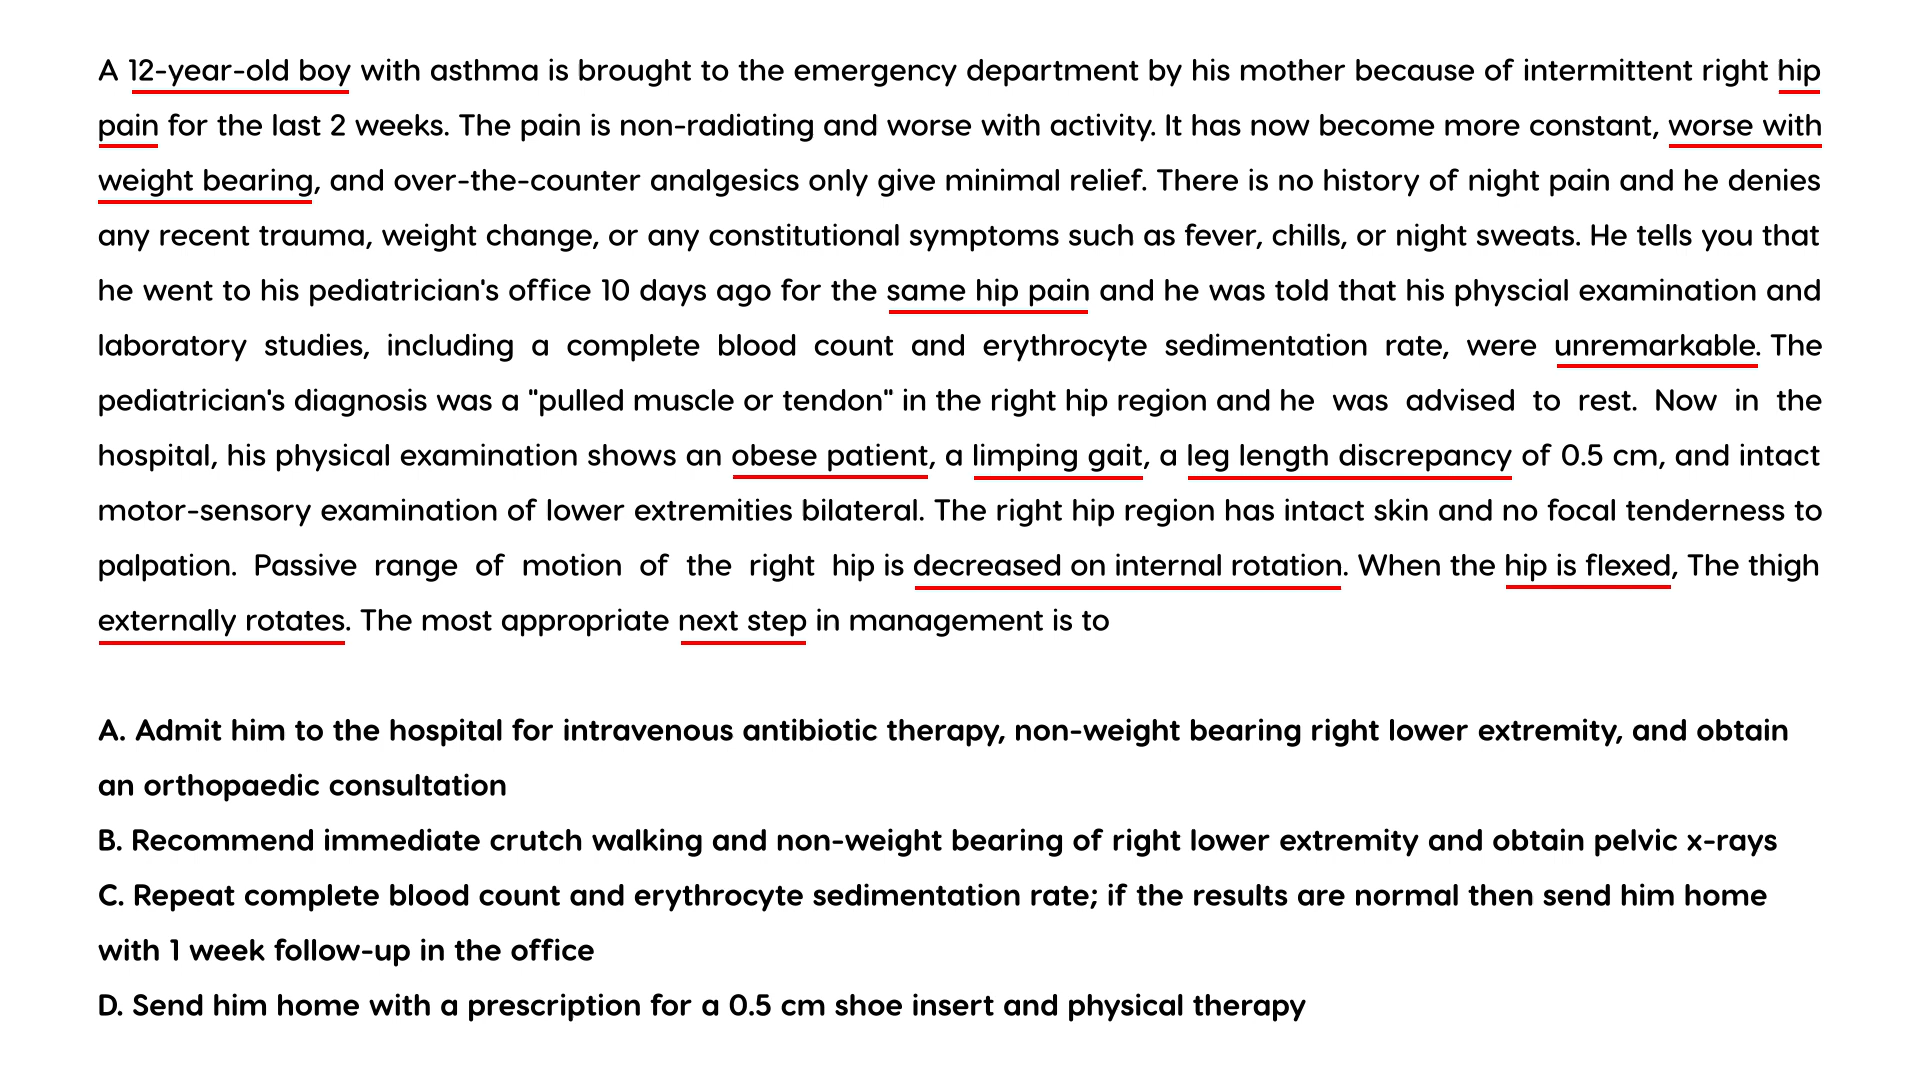 A 12-year-old boy with asthma is brought to the emergency department by his mother because of intermittent right hip
pain for the last 2 weeks. The pain is non-radiating and worse with activity. It has now become more constant, worse with
weight bearing, and over-the-counter analgesics only give minimal relief. There is no history of night pain and he denies
any recent trauma, weight change, or any constitutional symptoms such as fever, chills, or night sweats. He tells you that
he went to his pediatrician's office 10 days ago for the same hip pain and he was told that his physcial examination and
laboratory studies, including a complete blood count and erythrocyte sedimentation rate, were unremarkable. The
pediatrician's diagnosis was a "pulled muscle or tendon" in the right hip region and he was advised to rest. Now in the
hospital, his physical examination shows an obese patient, a limping gait, a leg length discrepancy of 0.5 cm, and intact
motor-sensory examination of lower extremities bilateral. The right hip region has intact skin and no focal tenderness to
palpation. Passive range of motion of the right hip is decreased on internal rotation. When the hip is flexed, The thigh
externally rotates. The most appropriate next step in management is to
A. Admit him to the hospital for intravenous antibiotic therapy, non-weight bearing right lower extremity, and obtain
an orthopaedic consultation
B. Recommend immediate crutch walking and non-weight bearing of right lower extremity and obtain pelvic x-rays
C. Repeat complete blood count and erythrocyte sedimentation rate; if the results are normal then send him home
with 1 week follow-up in the office
D. Send him home with a prescription for a 0.5 cm shoe insert and physical therapy